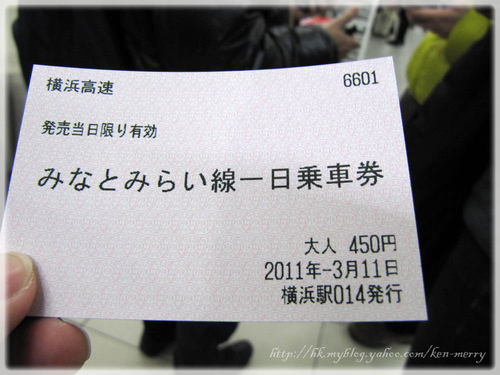 横浜高速 6601
発売当日限り有効
みなとみらい線一日乗車券
大人 450円
2011年-3月11日
横浜駅014発行
http://hk.myblog.yahoo.com/ken-merry